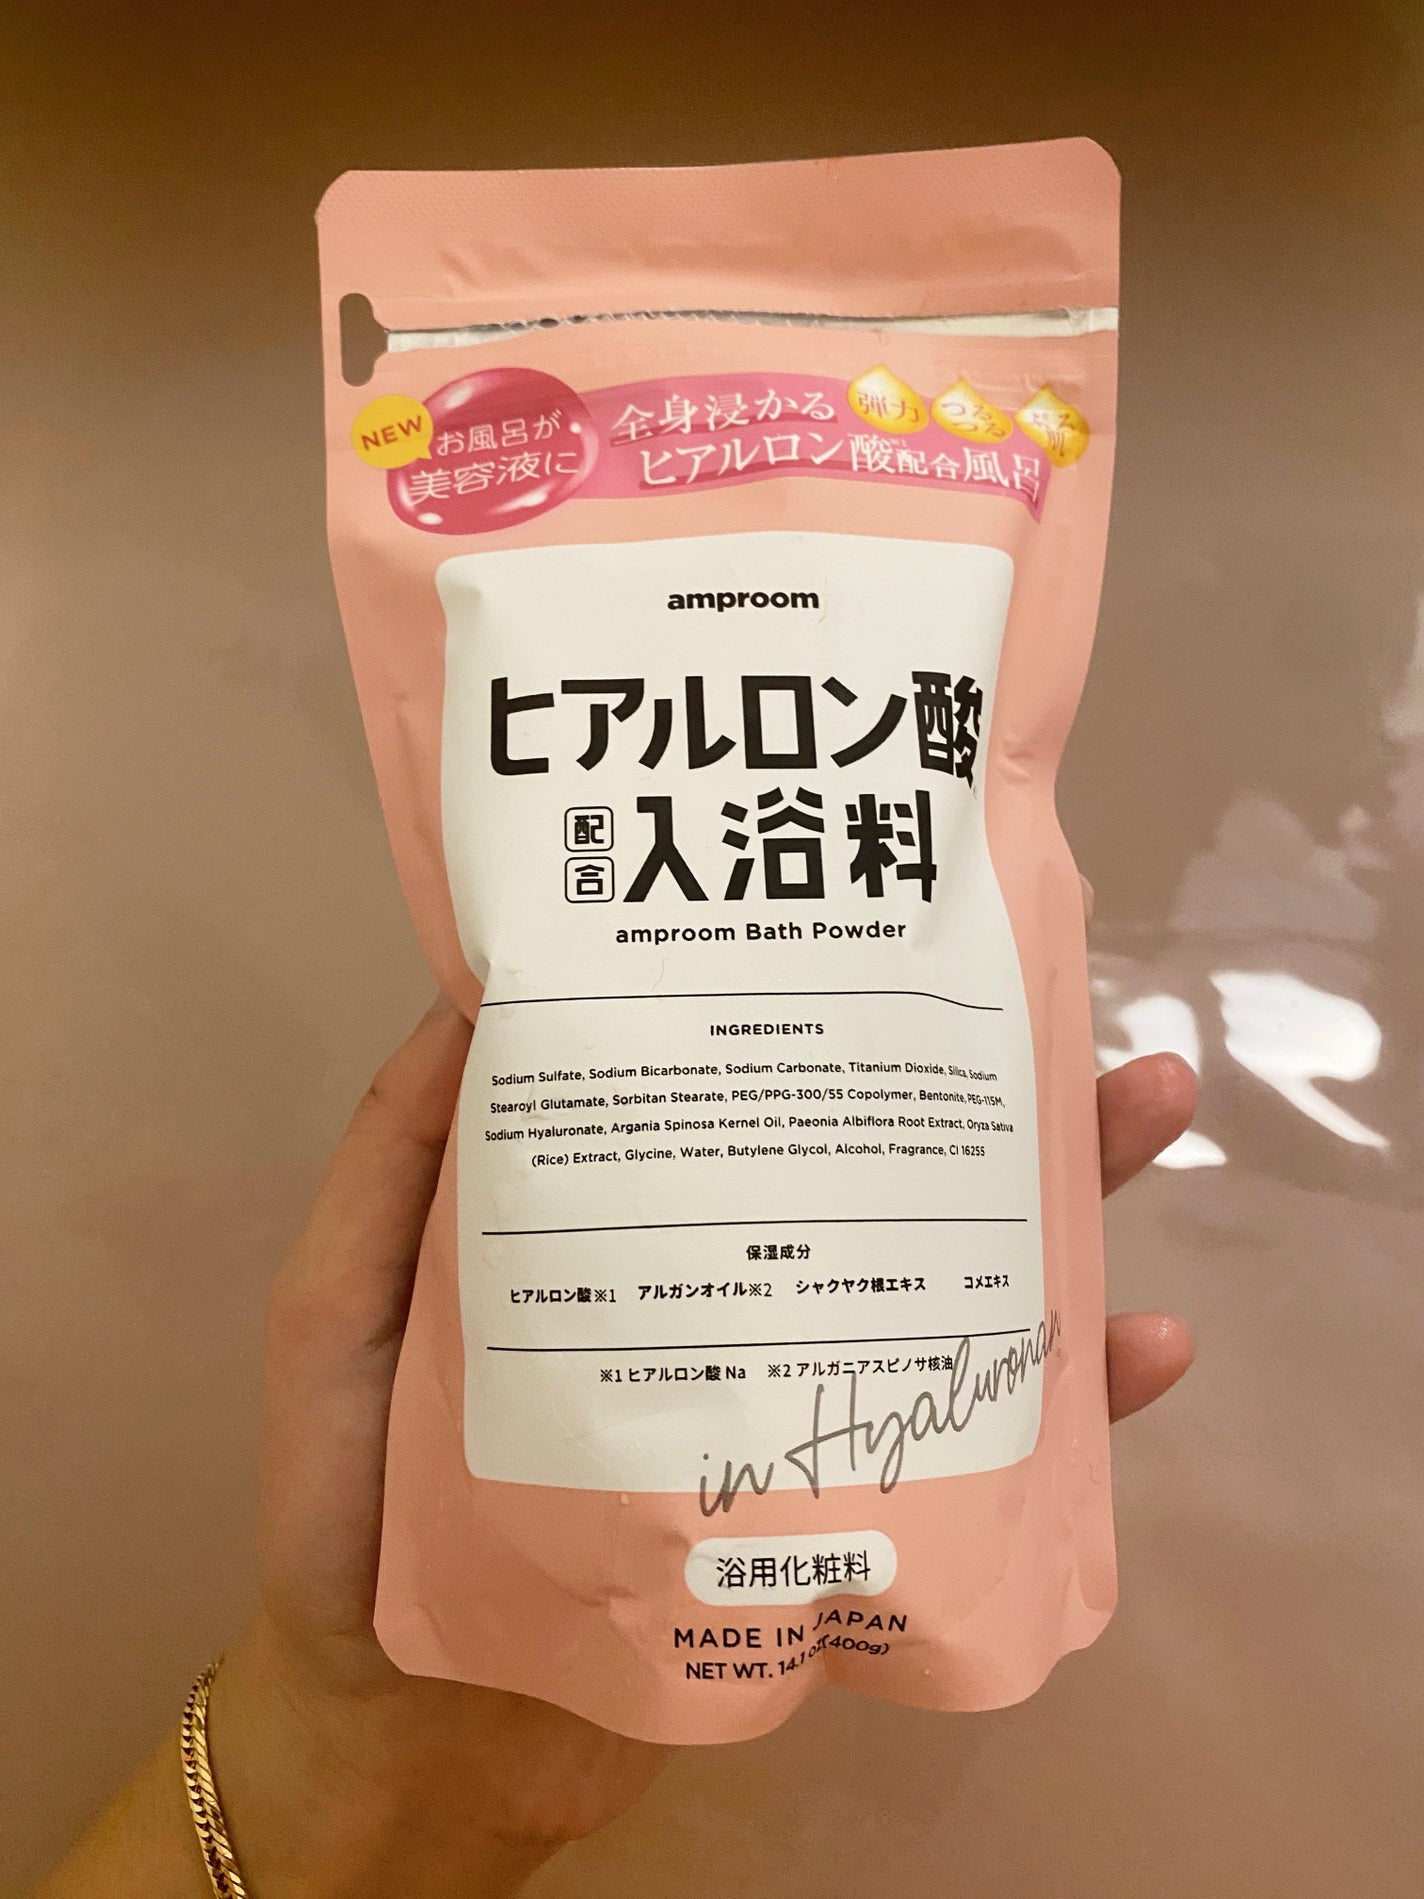 NEW
お風呂が
美容液に
全身浸かる
ヒアルロン酸※1配合風呂
弾力
つるつる
amproom
ヒアルロン酸
配合入浴料
amproom Bath Powder
INGREDIENTS
Sodium Sulfate, Sodium Bicarbonate, Sodium Carbonate, Titanium Dioxide, Silica, Sodium
Stearoyl Glutamate, Sorbitan Stearate, PEG/PPG-300/55 Copolymer, Bentonite, PEG-115M,
Sodium Hyaluronate, Argania Spinosa Kernel Oil, Paeonia Albiflora Root Extract, Oryza Sativa
(Rice) Extract, Glycine, Water, Butylene Glycol, Alcohol, Fragrance, CI 16255
保湿成分
ヒアルロン酸※1 アルガンオイル※2 シャクヤク根エキス コメエキス
※1 ヒアルロン酸 Na ※2 アルガニアスピノサ核油
in Hyaluronan
浴用化粧料
MADE IN JAPAN
NET WT. 14.1 oz(400g)